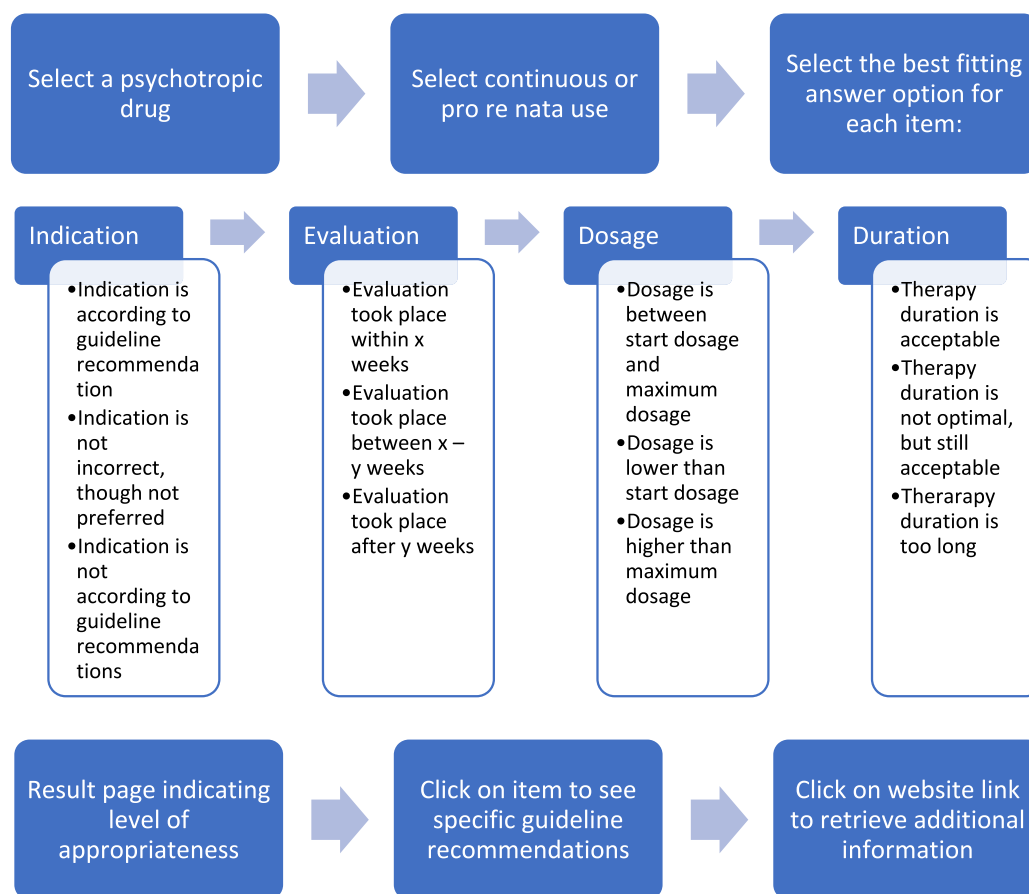 Select a psychotropic
drug
Select continuous or
pro re nata use
Select the best fitting
answer option for
each item:
Indication
•Indication is
according to
guideline
recommenda
tion
•Indication is
not
incorrect,
though not
preferred
•Indication is
not
according to
guideline
recommenda
tions
Evaluation
•Evaluation
took place
within x
weeks
•Evaluation
took place
between x –
y weeks
•Evaluation
took place
after y weeks
Dosage
•Dosage is
between
start dosage
and
maximum
dosage
•Dosage is
lower than
start dosage
•Dosage is
higher than
maximum
dosage
Duration
•Therapy
duration is
acceptable
•Therapy
duration is
not optimal,
but still
acceptable
•Therarapy
duration is
too long
Result page indicating
level of
appropriateness
Click on item to see
specific guideline
recommendations
Click on website link
to retrieve additional
information